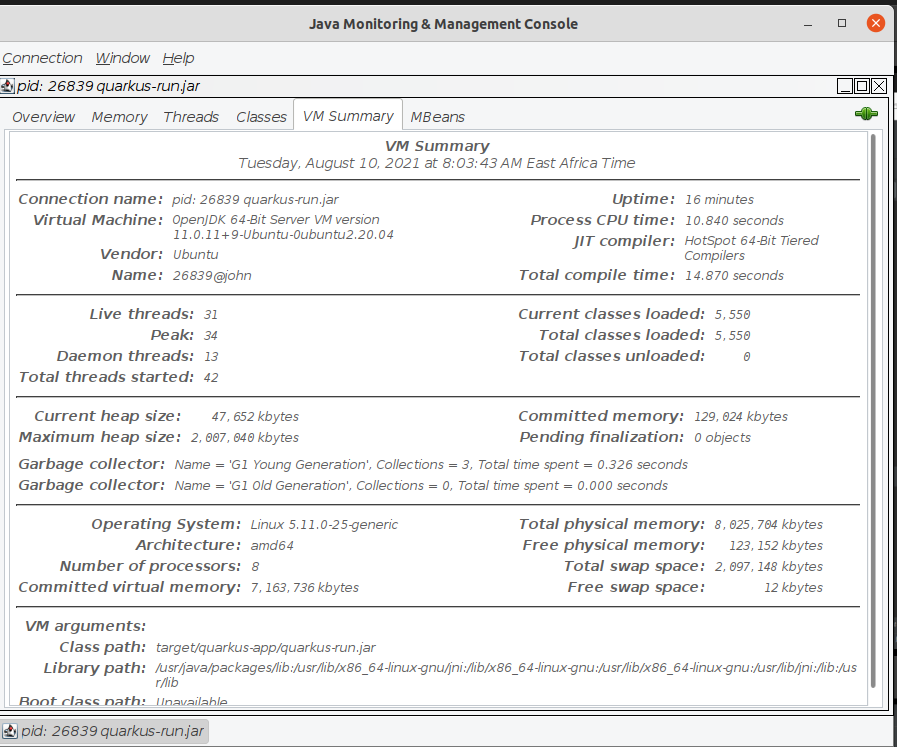 Java Monitoring & Management Console
Connection Window Help
pid: 26839 quarkus-run.jar
Overview Memory Threads Classes VM Summary MBeans
VM Summary
Tuesday, August 10, 2021 at 8:03:43 AM East Africa Time
Connection name: pid: 26839 quarkus-run.jar
Virtual Machine: OpenJDK 64-Bit Server VM version
11.0.11+9-Ubuntu-0ubuntu2.20.04
Vendor: Ubuntu
Name: 26839@john
Uptime: 16 minutes
Process CPU time: 10.840 seconds
JIT compiler: HotSpot 64-Bit Tiered
Compilers
Total compile time: 14.870 seconds
Live threads: 31
Peak: 34
Daemon threads: 13
Total threads started: 42
Current classes loaded: 5,550
Total classes loaded: 5,550
Total classes unloaded: 0
Current heap size: 47,652 kbytes
Maximum heap size: 2,007,040 kbytes
Committed memory: 129,024 kbytes
Pending finalization: 0 objects
Garbage collector: Name = 'G1 Young Generation', Collections = 3, Total time spent = 0.326 seconds
Garbage collector: Name = 'G1 Old Generation', Collections = 0, Total time spent = 0.000 seconds
Operating System: Linux 5.11.0-25-generic
Architecture: amd64
Number of processors: 8
Committed virtual memory: 7,163,736 kbytes
Total physical memory: 8,025,704 kbytes
Free physical memory: 123,152 kbytes
Total swap space: 2,097,148 kbytes
Free swap space: 12 kbytes
VM arguments:
Class path: target/quarkus-app/quarkus-run.jar
Library path: /usr/java/packages/lib:/usr/lib/x86_64-linux-gnu/jni:/lib/x86_64-linux-gnu:/usr/lib/x86_64-linux-gnu:/usr/lib/jni:/lib:/us
r/lib
Boot class path: Unavailable
pid: 26839 quarkus-run.jar